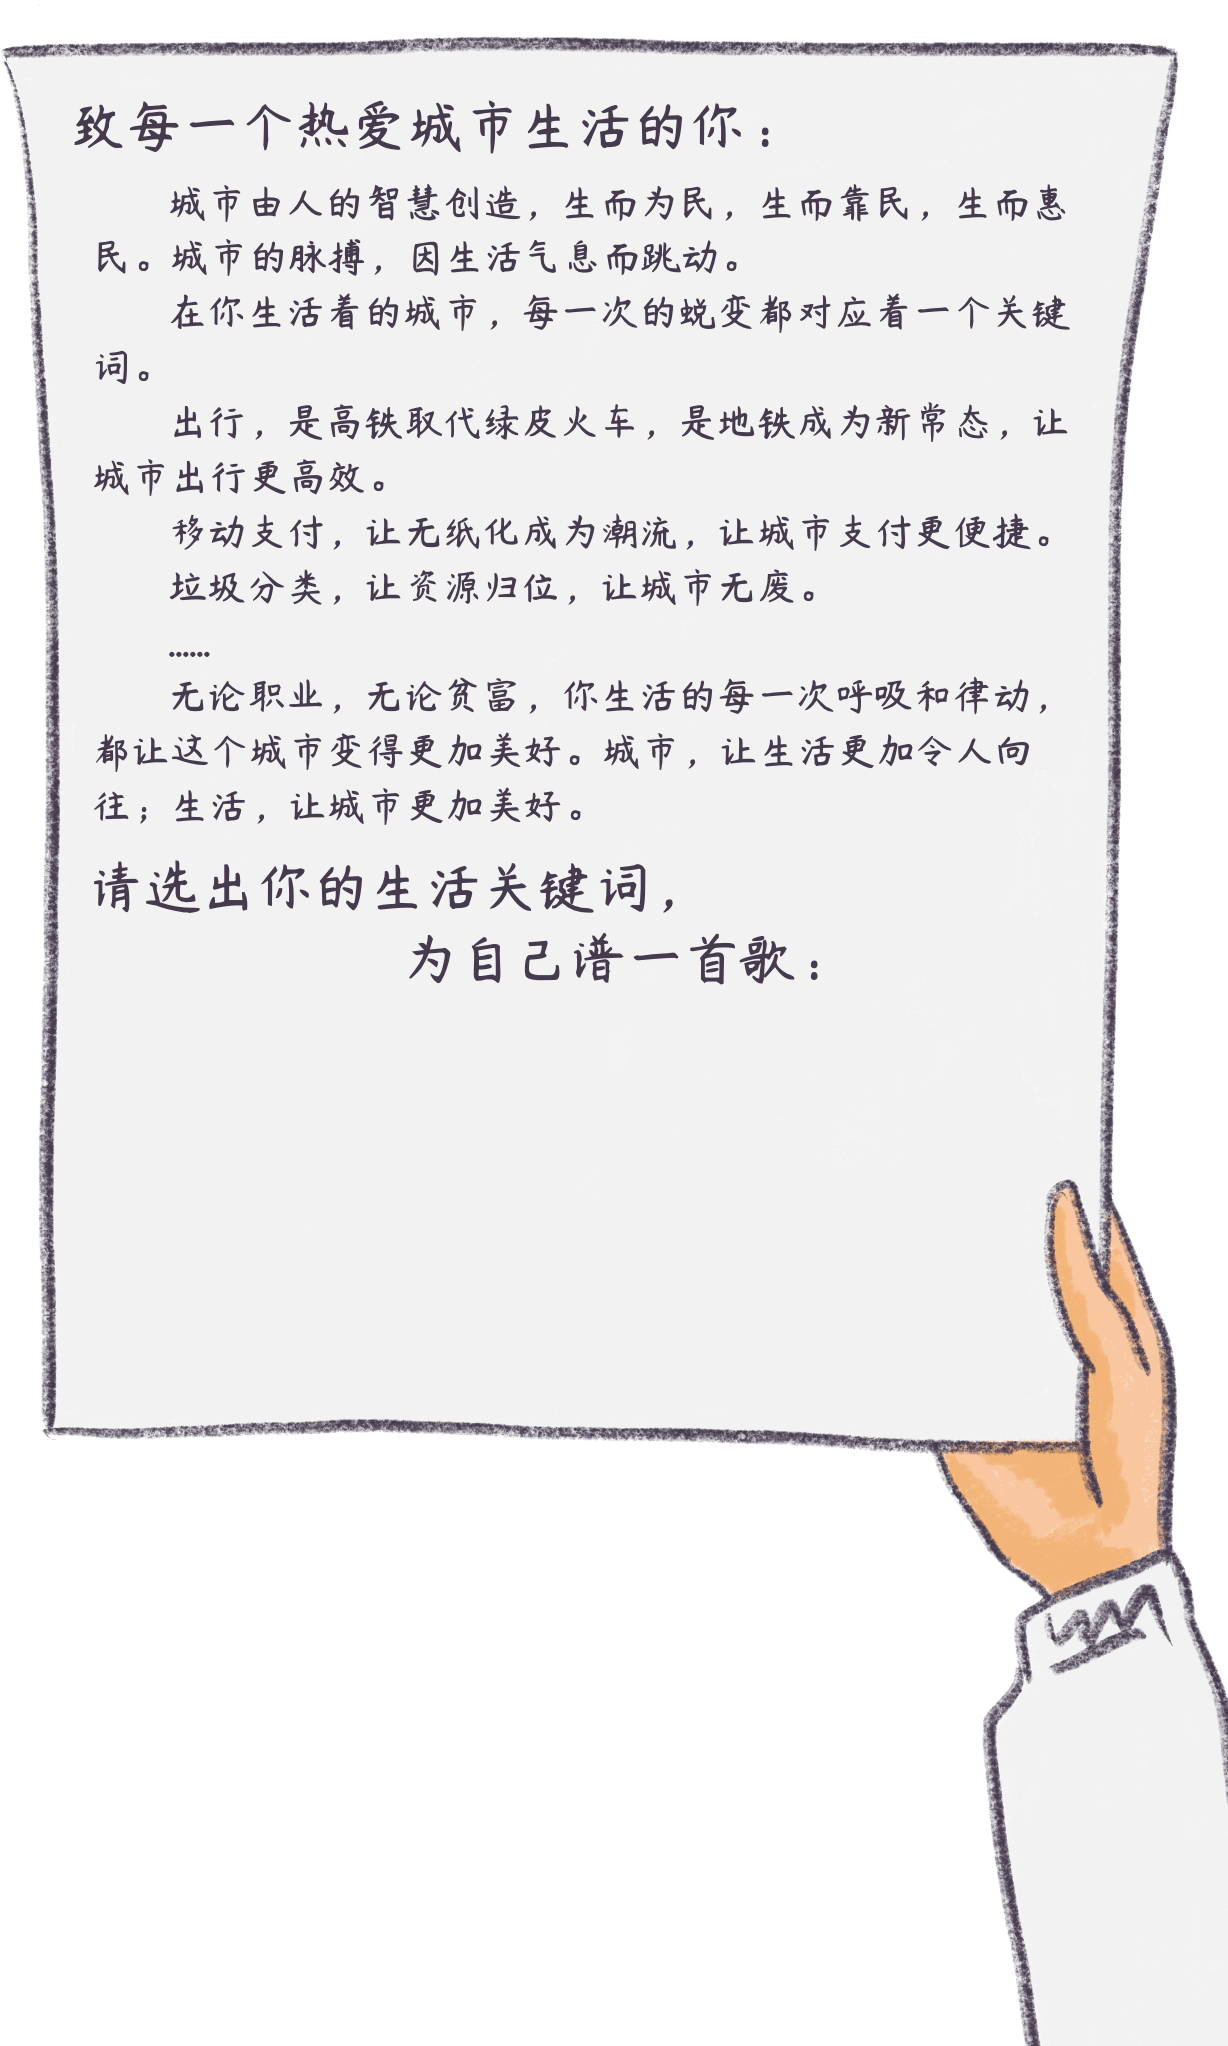 致每一个热爱城市生活的你：
城市由人的智慧创造，生而为民，生而靠民，生而惠
民。城市的脉搏，因生活气息而跳动。
在你生活着的城市，每一次的蜕变都对应着一个关键
词。
出行，是高铁取代绿皮火车，是地铁成为新常态，让
城市出行更高效。
移动支付，让无纸化成为潮流，让城市支付更便捷。
垃圾分类，让资源归位，让城市无废。
……
无论职业，无论贫富，你生活的每一次呼吸和律动，
都让这个城市变得更加美好。城市，让生活更加令人向
往；生活，让城市更加美好。
请选出你的生活关键词，
为自己谱一首歌：